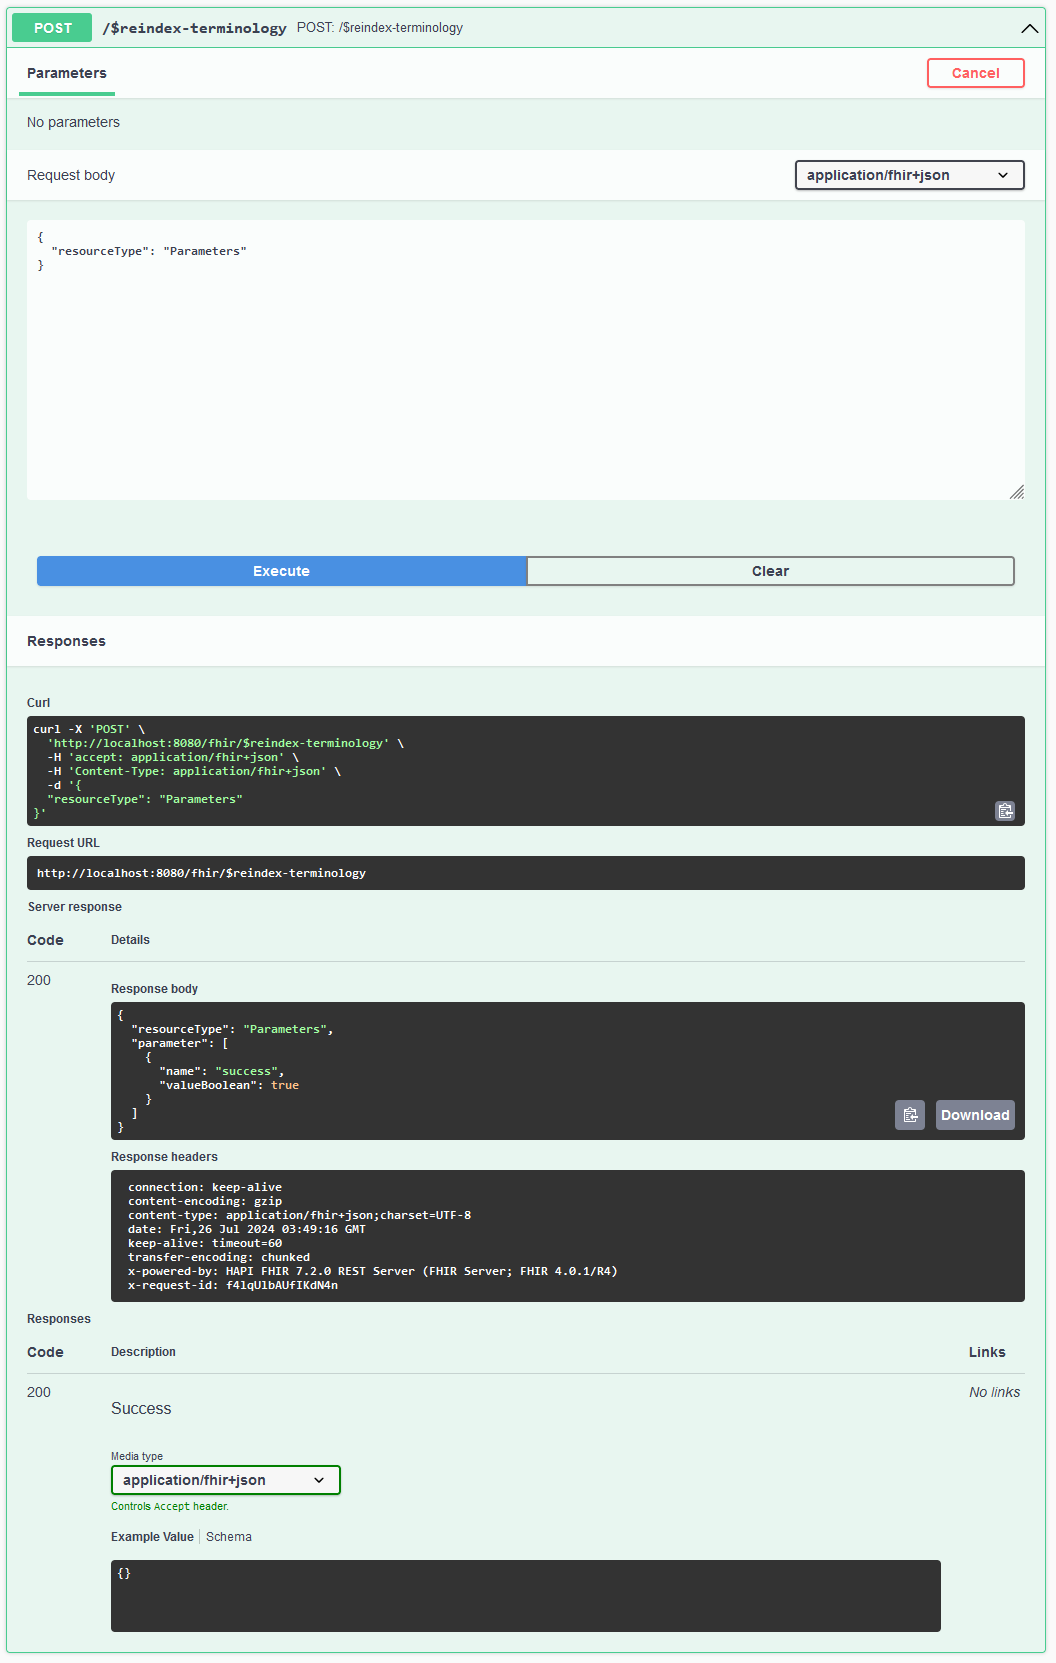 POST /$reindex-terminology POST: /$reindex-terminology
Parameters
Cancel
No parameters
Request body
application/fhir+json
{
  "resourceType": "Parameters"
}
Execute
Clear
Responses
Curl
curl -X 'POST' \
  'http://localhost:8080/fhir/$reindex-terminology' \
  -H 'accept: application/fhir+json' \
  -H 'Content-Type: application/fhir+json' \
  -d '{
  "resourceType": "Parameters"
}'
Request URL
http://localhost:8080/fhir/$reindex-terminology
Server response
Code Details
200
Response body
{
  "resourceType": "Parameters",
  "parameter": [
    {
      "name": "success",
      "valueBoolean": true
    }
  ]
}
Download
Response headers
connection: keep-alive
content-encoding: gzip
content-type: application/fhir+json;charset=UTF-8
date: Fri,26 Jul 2024 03:49:16 GMT
keep-alive: timeout=60
transfer-encoding: chunked
x-powered-by: HAPI FHIR 7.2.0 REST Server (FHIR Server; FHIR 4.0.1/R4)
x-request-id: f4lqUlbAUfIKdN4n
Responses
Code Description Links
200 No links
Success
Media type
application/fhir+json
Controls Accept header.
Example Value Schema
{}